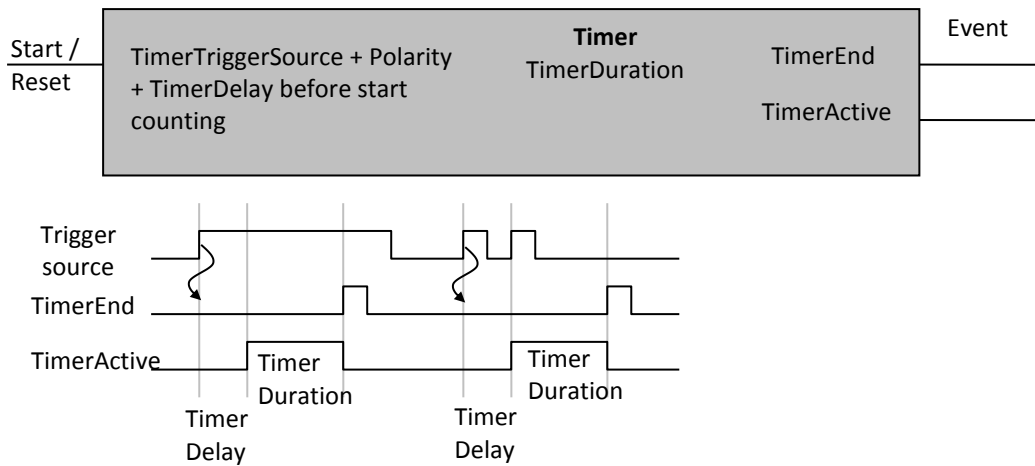 Start /
Reset
TimerTriggerSource + Polarity
+ TimerDelay before start
counting
Timer
TimerDuration
TimerEnd
TimerActive
Event
Trigger
source
TimerEnd
TimerActive
Timer
Duration
Timer
Duration
Timer
Delay
Timer
Delay